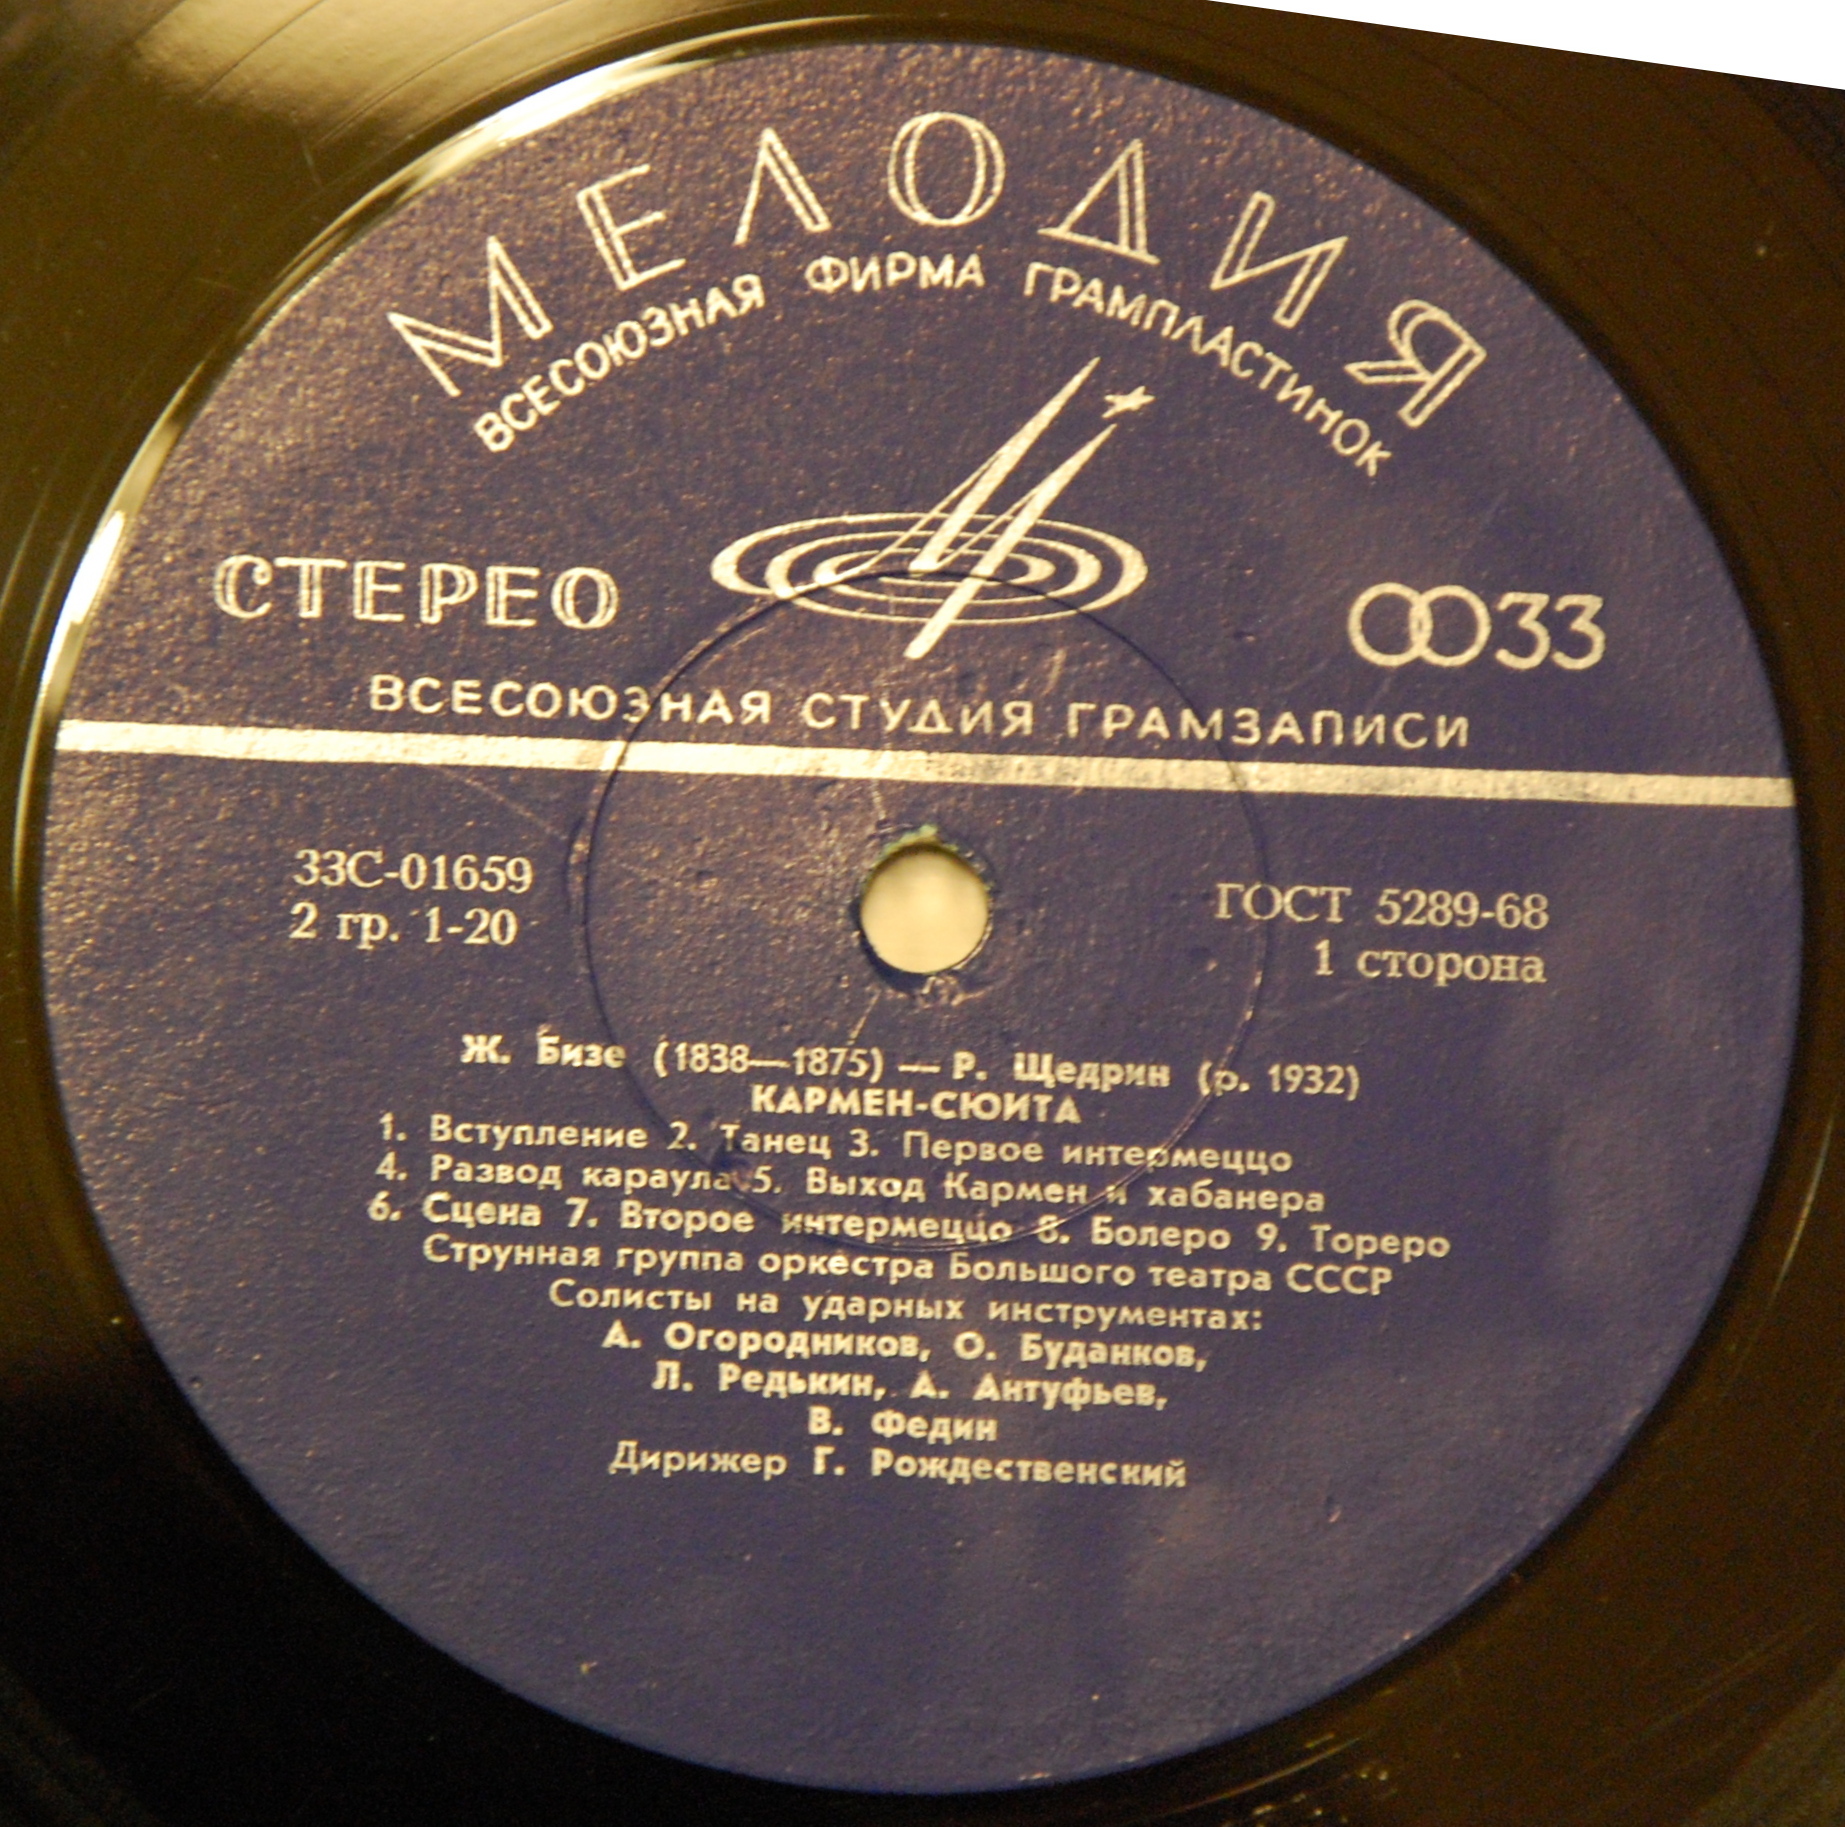 МЕЛОДИЯ
ВСЕСОЮЗНАЯ ФИРМА ГРАМПЛАСТИНОК
СТЕРЕО
33
ВСЕСОЮЗНАЯ СТУДИЯ ГРАМЗАПИСИ
33С-01659
2 гр. 1-20
ГОСТ 5289-68
1 сторона
Ж. Бизе (1838—1875) — Р. Щедрин (р. 1932)
КАРМЕН-СЮИТА
1. Вступление 2. Танец 3. Первое интермеццо
4. Развод караула 5. Выход Кармен и хабанера
6. Сцена 7. Второе интермеццо 8. Болеро 9. Тореро
Струнная группа оркестра Большого театра СССР
Солисты на ударных инструментах:
А. Огородников, О. Буданков,
Л. Редькин, А. Антуфьев,
В. Федин
Дирижер Г. Рождественский